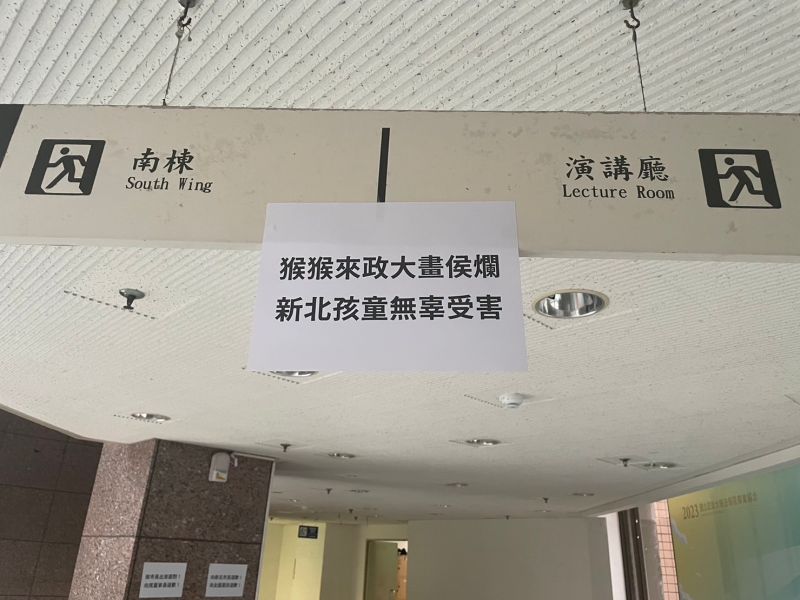 南棟
South Wing
演講廳
Lecture Room
猴猴來政大畫侯爛
新北孩童無辜受害
2023